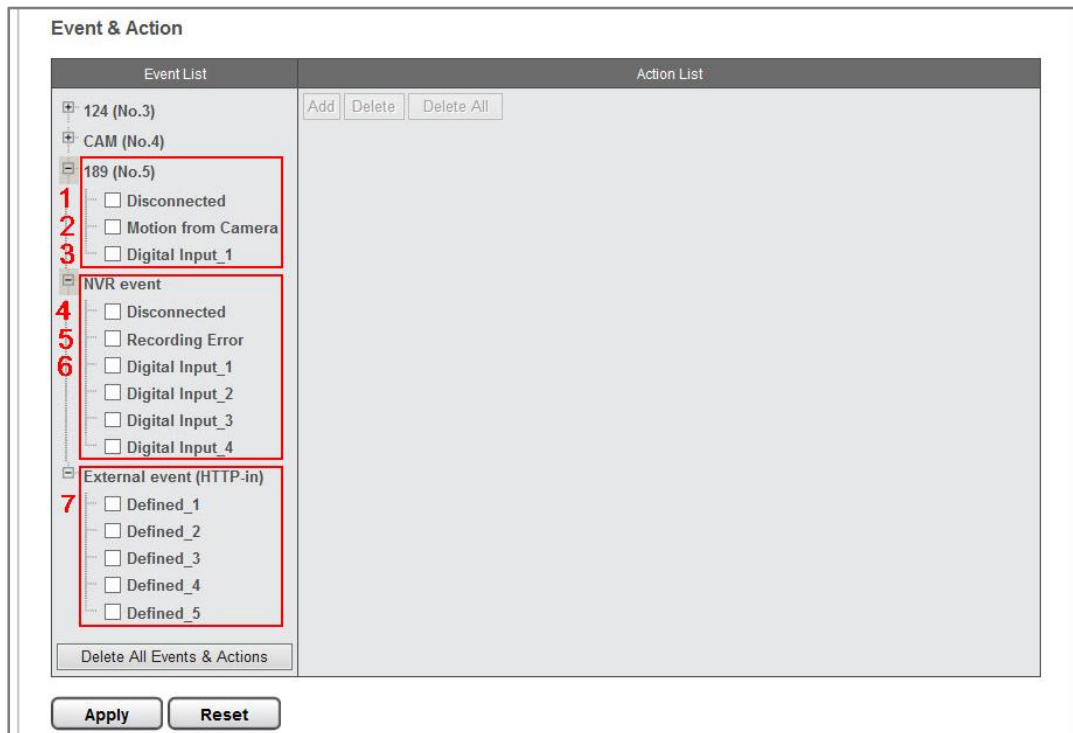 Event & Action
Event List Action List
124 (No.3) Add Delete Delete All
CAM (No.4)
189 (No.5)
1 Disconnected
2 Motion from Camera
3 Digital Input_1
NVR event
4 Disconnected
5 Recording Error
6 Digital Input_1
Digital Input_2
Digital Input_3
Digital Input_4
External event (HTTP-in)
7 Defined_1
Defined_2
Defined_3
Defined_4
Defined_5
Delete All Events & Actions
Apply Reset